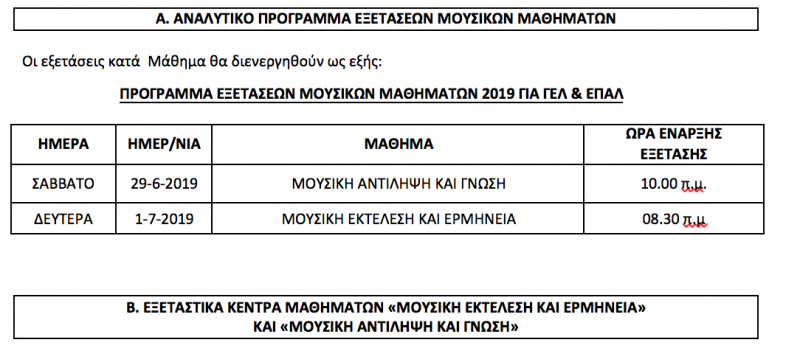 Α. ΑΝΑΛΥΤΙΚΟ ΠΡΟΓΡΑΜΜΑ ΕΞΕΤΑΣΕΩΝ ΜΟΥΣΙΚΩΝ ΜΑΘΗΜΑΤΩΝ
Οι εξετάσεις κατά Μάθημα θα διενεργηθούν ως εξής:
ΠΡΟΓΡΑΜΜΑ ΕΞΕΤΑΣΕΩΝ ΜΟΥΣΙΚΩΝ ΜΑΘΗΜΑΤΩΝ 2019 ΓΙΑ ΓΕΛ & ΕΠΑΛ
ΗΜΕΡΑ ΗΜΕΡ/ΝΙΑ ΜΑΘΗΜΑ ΩΡΑ ΕΝΑΡΞΗΣ
ΕΞΕΤΑΣΗΣ
ΣΑΒΒΑΤΟ 29-6-2019 ΜΟΥΣΙΚΗ ΑΝΤΙΛΗΨΗ ΚΑΙ ΓΝΩΣΗ 10.00 π.μ.
ΔΕΥΤΕΡΑ 1-7-2019 ΜΟΥΣΙΚΗ ΕΚΤΕΛΕΣΗ ΚΑΙ ΕΡΜΗΝΕΙΑ 08.30 π.μ
Β. ΕΞΕΤΑΣΤΙΚΑ ΚΕΝΤΡΑ ΜΑΘΗΜΑΤΩΝ «ΜΟΥΣΙΚΗ ΕΚΤΕΛΕΣΗ ΚΑΙ ΕΡΜΗΝΕΙΑ»
ΚΑΙ «ΜΟΥΣΙΚΗ ΑΝΤΙΛΗΨΗ ΚΑΙ ΓΝΩΣΗ»